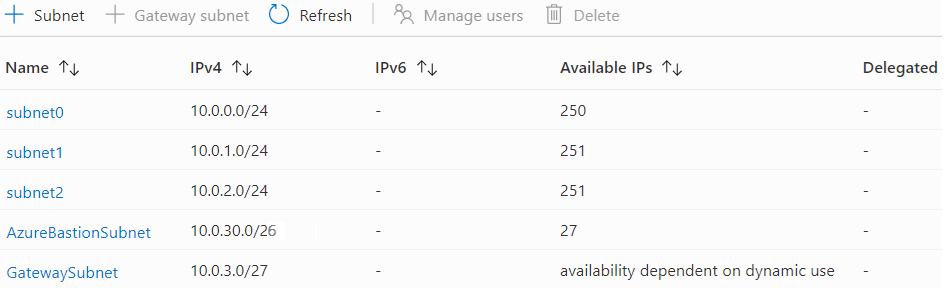 Subnet Gateway subnet Refresh Manage users Delete
Name IPv4 IPv6 Available IPs Delegated
subnet0 10.0.0.0/24 - 250 -
subnet1 10.0.1.0/24 - 251 -
subnet2 10.0.2.0/24 - 251 -
AzureBastionSubnet 10.0.30.0/26 - 27 -
GatewaySubnet 10.0.3.0/27 - availability dependent on dynamic use -